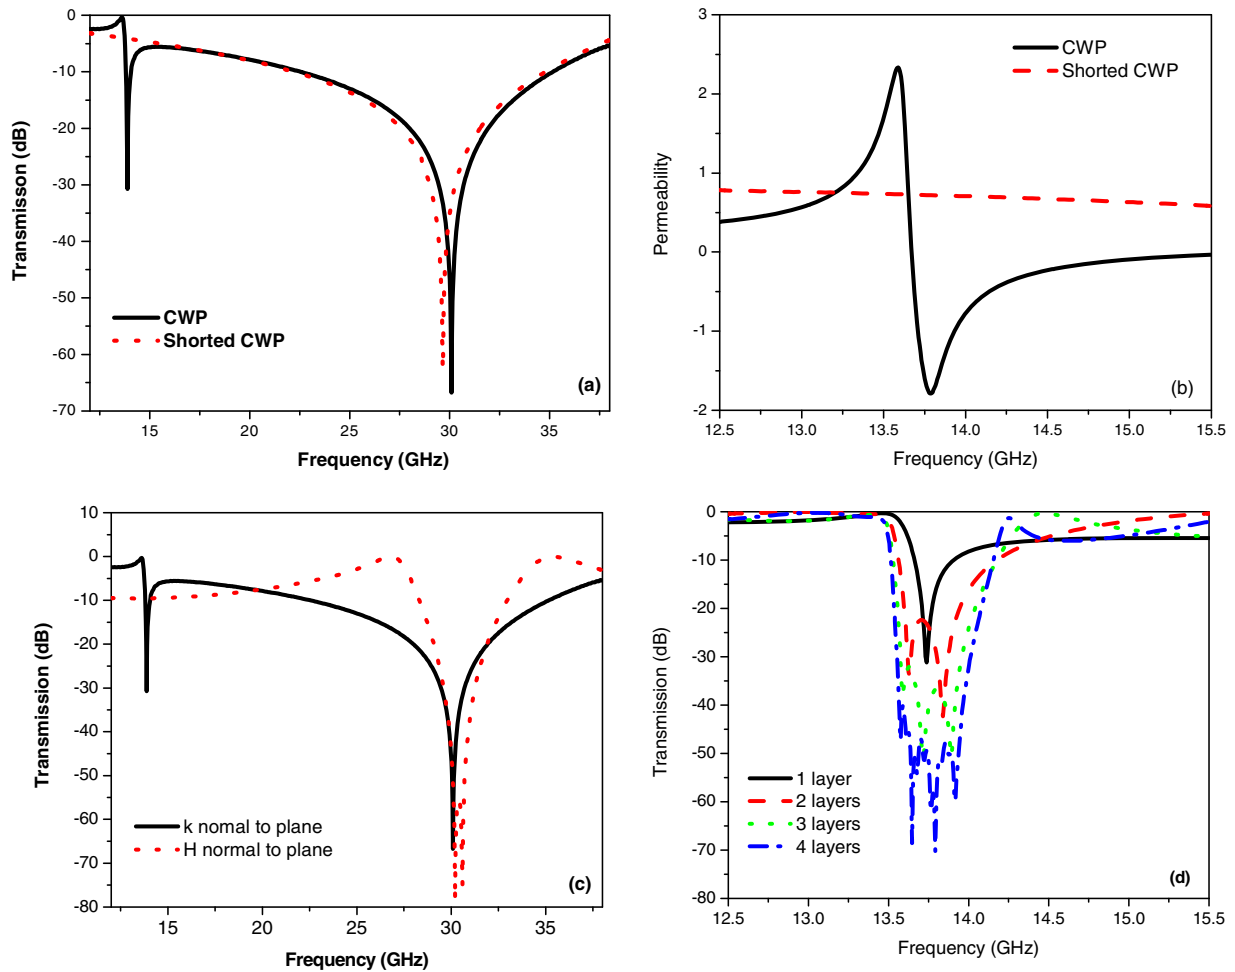 0
-10
-20
-30
-40
-50
-60
-70
Transmisson (dB)
CWP
Shorted CWP
(a)
15 20 25 30 35
Frequency (GHz)
3
2
1
0
-1
-2
Permeability
CWP
Shorted CWP
(b)
12.5 13.0 13.5 14.0 14.5 15.0 15.5
Frequency (GHz)
10
0
-10
-20
-30
-40
-50
-60
-70
-80
Transmission (dB)
k nomal to plane
H normal to plane
(c)
15 20 25 30 35
Frequency (GHz)
0
-10
-20
-30
-40
-50
-60
-70
-80
Transmission (dB)
1 layer
2 layers
3 layers
4 layers
(d)
12.5 13.0 13.5 14.0 14.5 15.0 15.5
Frequency (GHz)